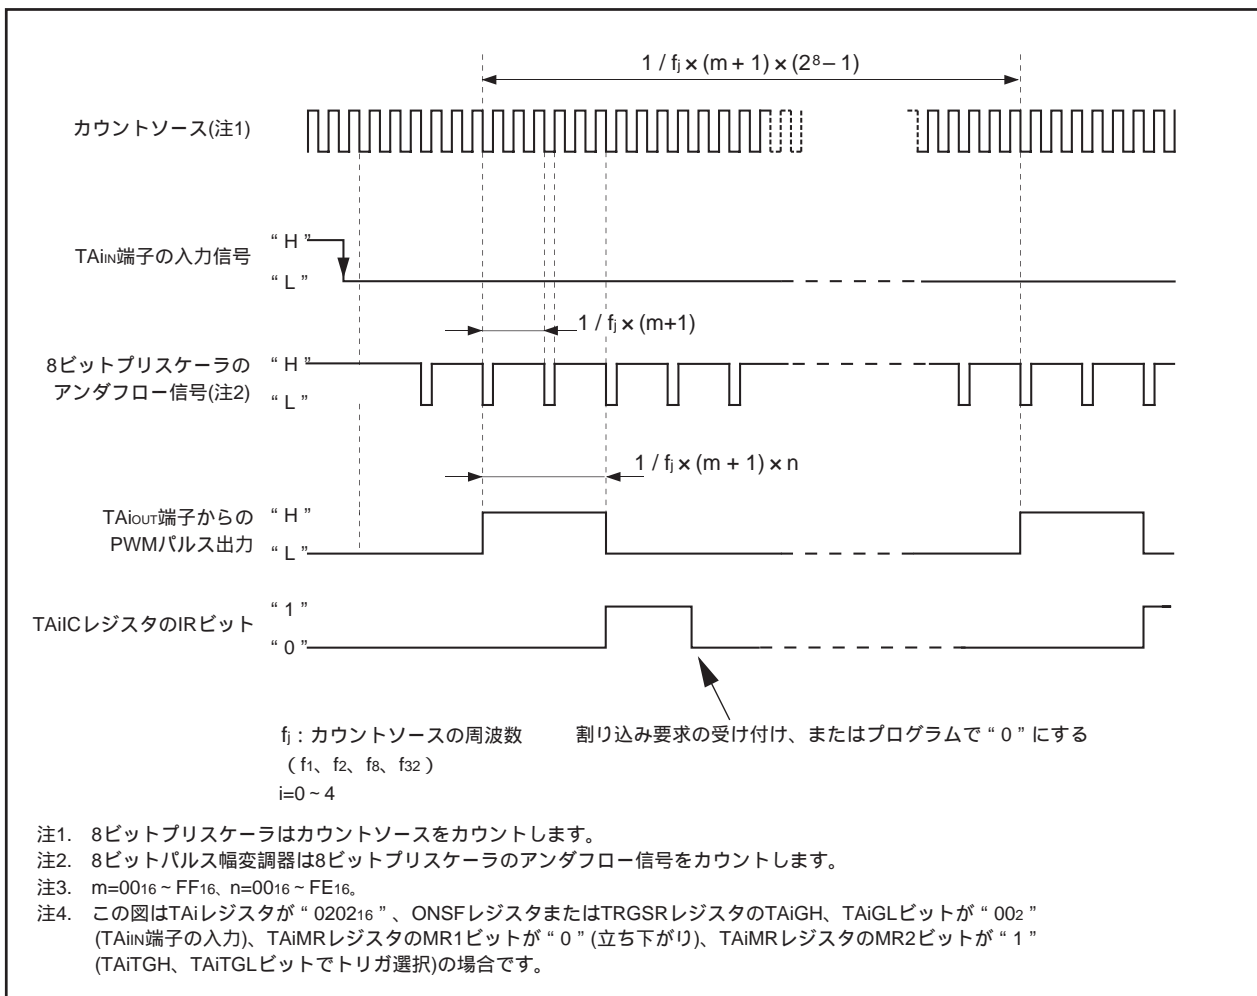 1 / fj × (m + 1) × (2⁸ – 1)
カウントソース(注1)
TAiIN端子の入力信号
“ H ”
“ L ”
1 / fj × (m+1)
8ビットプリスケーラの
アンダフロー信号(注2)
“ H ”
“ L ”
1 / fj × (m + 1) × n
TAiOUT端子からの
PWMパルス出力
“ H ”
“ L ”
TAiICレジスタのIRビット
“ 1 ”
“ 0 ”
fj : カウントソースの周波数
( f1、f2、f8、f32 )
i=0 ~ 4
割り込み要求の受け付け、またはプログラムで “ 0 ” にする
注1. 8ビットプリスケーラはカウントソースをカウントします。
注2. 8ビットパルス幅変調器は8ビットプリスケーラのアンダフロー信号をカウントします。
注3. m=0016 ~ FF16、n=0016 ~ FE16。
注4. この図はTAiレジスタが “ 020216 ” 、ONSFレジスタまたはTRGSRレジスタのTAiGH、TAiGLビットが “ 002 ”
(TAiIN端子の入力)、TAiMRレジスタのMR1ビットが “ 0 ” (立ち下がり)、TAiMRレジスタのMR2ビットが “ 1 ”
(TAiTGH、TAiTGLビットでトリガ選択)の場合です。